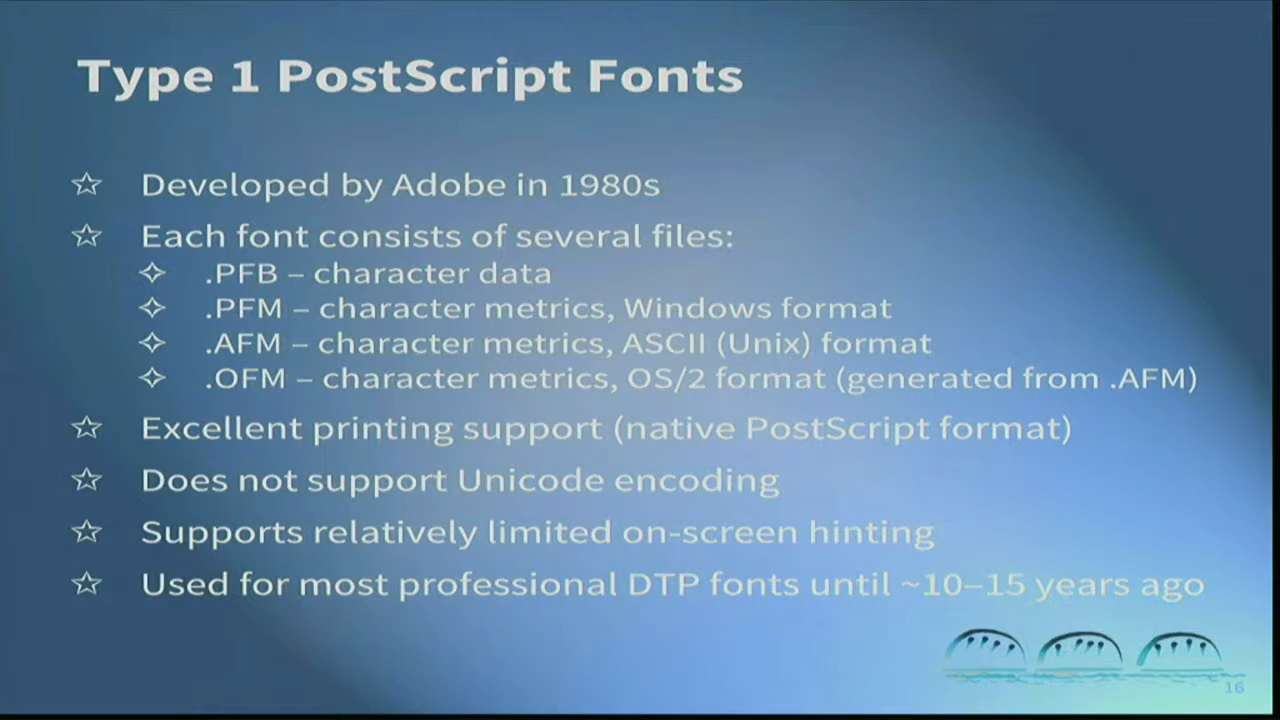 Type 1 PostScript Fonts
☆ Developed by Adobe in 1980s
☆ Each font consists of several files:
✧ .PFB – character data
✧ .PFM – character metrics, Windows format
✧ .AFM – character metrics, ASCII (Unix) format
✧ .OFM – character metrics, OS/2 format (generated from .AFM)
☆ Excellent printing support (native PostScript format)
☆ Does not support Unicode encoding
☆ Supports relatively limited on-screen hinting
☆ Used for most professional DTP fonts until ~10–15 years ago
16